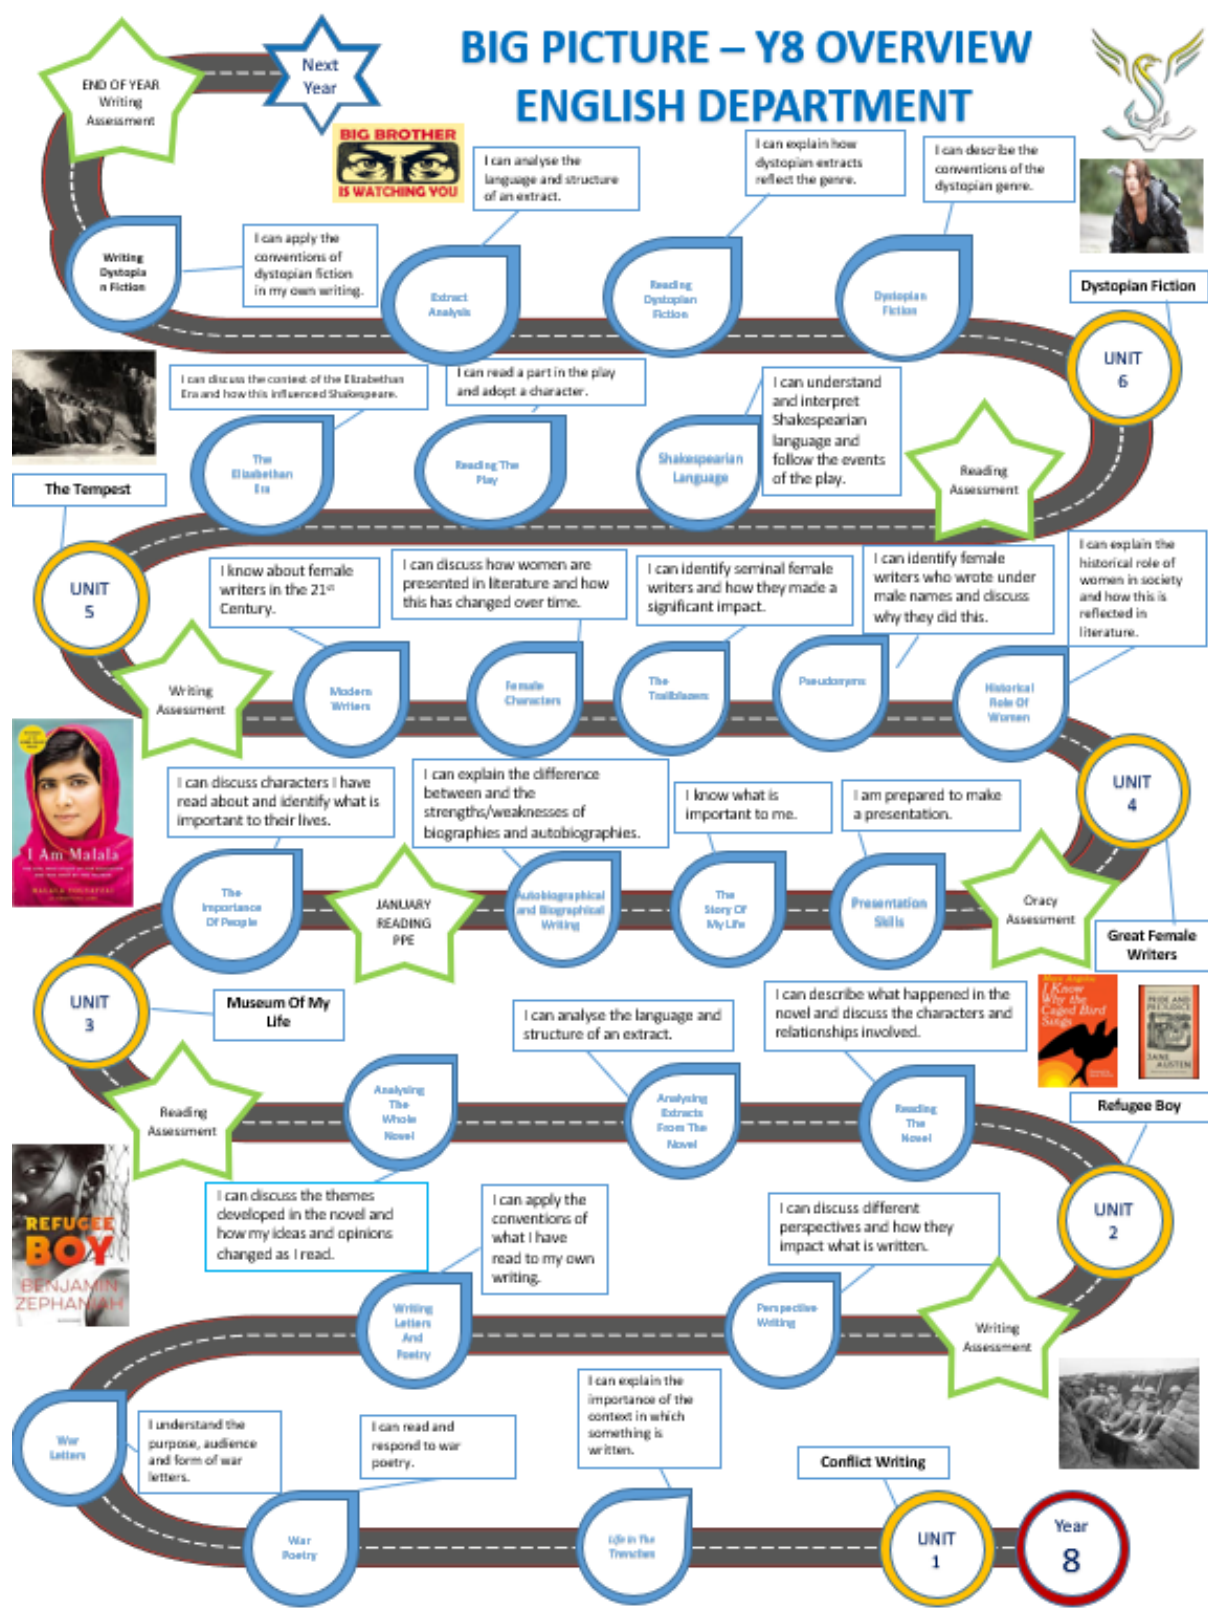 BIG PICTURE – Y8 OVERVIEW
ENGLISH DEPARTMENT
END OF YEAR
Writing
Assessment
Next
Year
BIG BROTHER
IS WATCHING YOU
I can analyse the
language and structure
of an extract.
I can explain how
dystopian extracts
reflect the genre.
I can describe the
conventions of the
dystopian genre.
Writing
Dystopia
n Fiction
I can apply the
conventions of
dystopian fiction
in my own writing.
Extract
Analysis
Reading
Dystopian
Fiction
Dystopian
Fiction
Dystopian Fiction
UNIT
6
I can discuss the context of the Elizabethan
Era and how this influenced Shakespeare.
I can read a part in the play
and adopt a character.
I can understand
and interpret
Shakespearian
language and
follow the events
of the play.
The
Elizabethan
Era
Reading The
Play
Shakespearian
Language
Reading
Assessment
The Tempest
UNIT
5
I know about female
writers in the 21st
Century.
I can discuss how women are
presented in literature and how
this has changed over time.
I can identify seminal female
writers and how they made a
significant impact.
I can identify female
writers who wrote under
male names and discuss
why they did this.
I can explain the
historical role of
women in society
and how this is
reflected in
literature.
Writing
Assessment
Modern
Writers
Female
Characters
The
Trailblazers
Pseudonyms
Historical
Role Of
Women
UNIT
4
I Am Malala
I can discuss characters I have
read about and identify what is
important to their lives.
I can explain the difference
between and the
strengths/weaknesses of
biographies and autobiographies.
I know what is
important to me.
I am prepared to make
a presentation.
The
Importance
Of People
JANUARY
READING
PPE
Autobiographical
and Biographical
Writing
The
Story Of
My Life
Presentation
Skills
Oracy
Assessment
Great Female
Writers
UNIT
3
Museum Of My
Life
I can analyse the language and
structure of an extract.
I can describe what happened in the
novel and discuss the characters and
relationships involved.
Maya Angelou
I Know
Why the
Caged Bird
Sings
PRIDE AND
PREJUDICE
JANE
AUSTEN
Reading
Assessment
Analysing
The
Whole
Novel
Analysing
Extracts
From The
Novel
Reading
The
Novel
Refugee Boy
UNIT
2
REFUGEE
BOY
BENJAMIN
ZEPHANIAH
I can discuss the themes
developed in the novel and
how my ideas and opinions
changed as I read.
I can apply the
conventions of
what I have
read to my own
writing.
I can discuss different
perspectives and how they
impact what is written.
Writing
Letters
And
Poetry
Perspective
Writing
Writing
Assessment
War
Letters
I understand the
purpose, audience
and form of war
letters.
I can read and
respond to war
poetry.
I can explain the
importance of the
context in which
something is
written.
Conflict Writing
War
Poetry
Life In The
Trenches
UNIT
1
Year
8